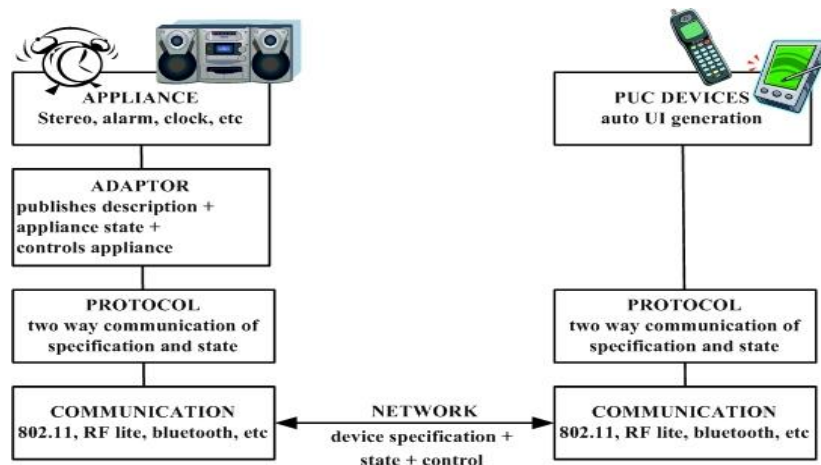 APPLIANCE
Stereo, alarm, clock, etc
ADAPTOR
publishes description +
appliance state +
controls appliance
PROTOCOL
two way communication of
specification and state
COMMUNICATION
802.11, RF lite, bluetooth, etc
NETWORK
device specification +
state + control
PUC DEVICES
auto UI generation
PROTOCOL
two way communication of
specification and state
COMMUNICATION
802.11, RF lite, bluetooth, etc